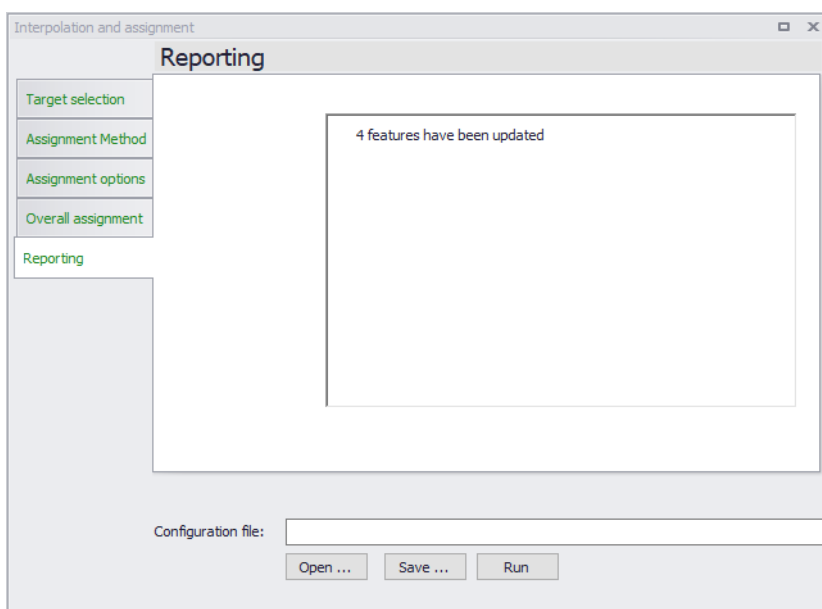 Interpolation and assignment
Reporting
Target selection
Assignment Method
Assignment options
Overall assignment
Reporting
4 features have been updated
Configuration file:
Open ...
Save ...
Run